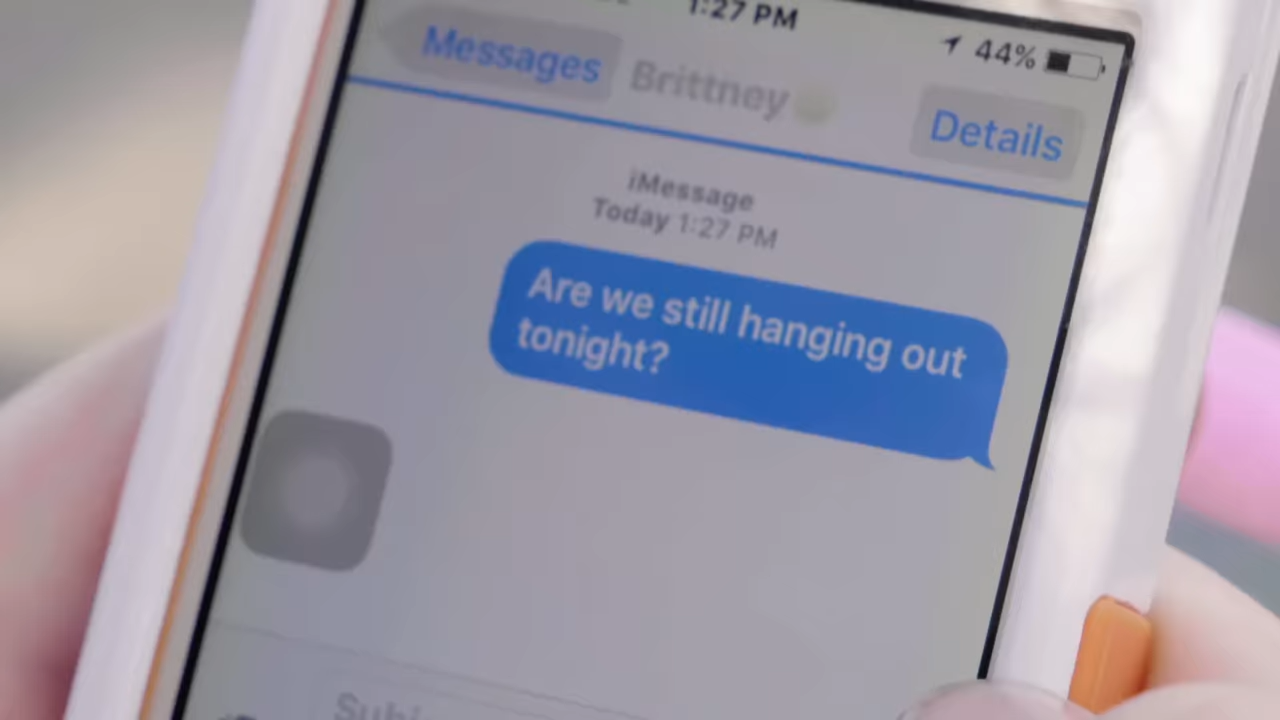 1:27 PM
44%
Messages
Brittney
Details
iMessage
Today 1:27 PM
Are we still hanging out
tonight?